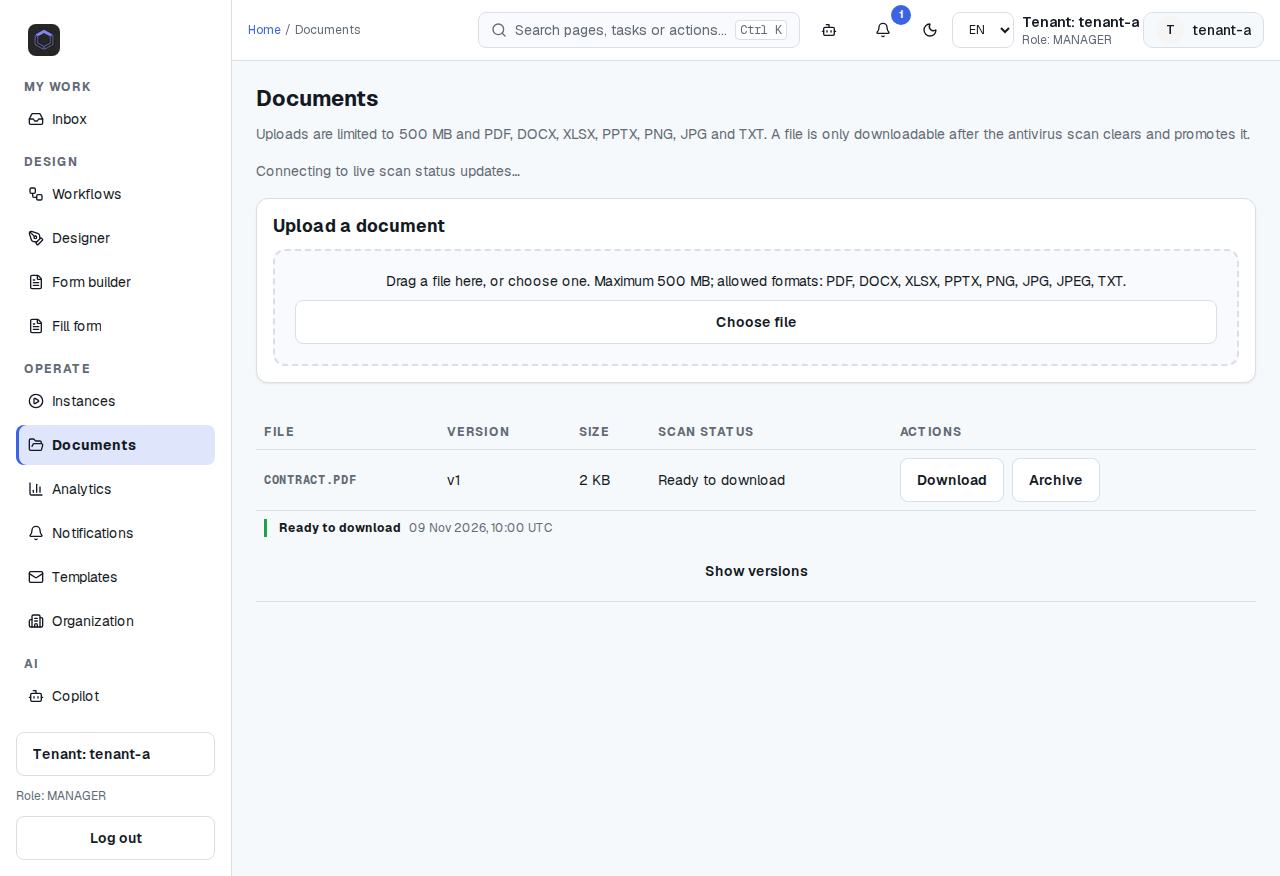 Home / Documents
Search pages, tasks or actions...
Ctrl K
1
EN
Tenant: tenant-a
Role: MANAGER
T
tenant-a
MY WORK
Inbox
DESIGN
Workflows
Designer
Form builder
Fill form
OPERATE
Instances
Documents
Analytics
Notifications
Templates
Organization
AI
Copilot
Tenant: tenant-a
Role: MANAGER
Log out
Documents
Uploads are limited to 500 MB and PDF, DOCX, XLSX, PPTX, PNG, JPG and TXT. A file is only downloadable after the antivirus scan clears and promotes it.
Connecting to live scan status updates…
Upload a document
Drag a file here, or choose one. Maximum 500 MB; allowed formats: PDF, DOCX, XLSX, PPTX, PNG, JPG, JPEG, TXT.
Choose file
FILE VERSION SIZE SCAN STATUS ACTIONS
CONTRACT.PDF v1 2 KB Ready to download Download Archive
Ready to download 09 Nov 2026, 10:00 UTC
Show versions